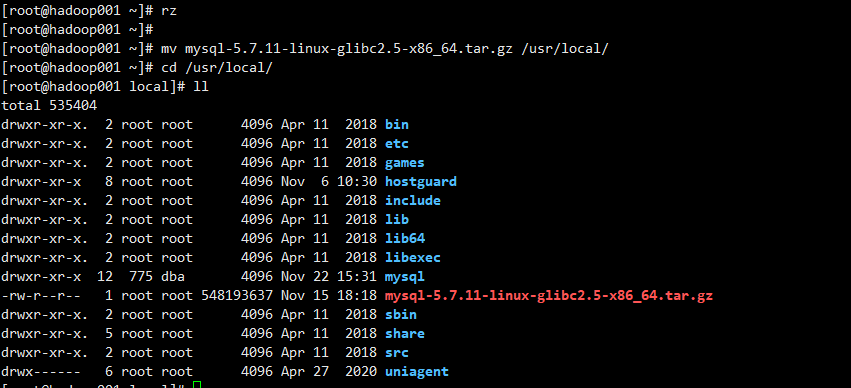 [root@hadoop001 ~]# rz
[root@hadoop001 ~]#
[root@hadoop001 ~]# mv mysql-5.7.11-linux-glibc2.5-x86_64.tar.gz /usr/local/
[root@hadoop001 ~]# cd /usr/local/
[root@hadoop001 local]# ll
total 535404
drwxr-xr-x.  2 root root      4096 Apr 11  2018 bin
drwxr-xr-x.  2 root root      4096 Apr 11  2018 etc
drwxr-xr-x.  2 root root      4096 Apr 11  2018 games
drwxr-xr-x   8 root root      4096 Nov  6 10:30 hostguard
drwxr-xr-x.  2 root root      4096 Apr 11  2018 include
drwxr-xr-x.  2 root root      4096 Apr 11  2018 lib
drwxr-xr-x.  2 root root      4096 Apr 11  2018 lib64
drwxr-xr-x.  2 root root      4096 Apr 11  2018 libexec
drwxr-xr-x  12  775 dba       4096 Nov 22 15:31 mysql
-rw-r--r--   1 root root 548193637 Nov 15 18:18 mysql-5.7.11-linux-glibc2.5-x86_64.tar.gz
drwxr-xr-x.  2 root root      4096 Apr 11  2018 sbin
drwxr-xr-x.  5 root root      4096 Apr 11  2018 share
drwxr-xr-x.  2 root root      4096 Apr 11  2018 src
drwx------   6 root root      4096 Apr 27  2020 uniagent
[root@hadoop001 local]#